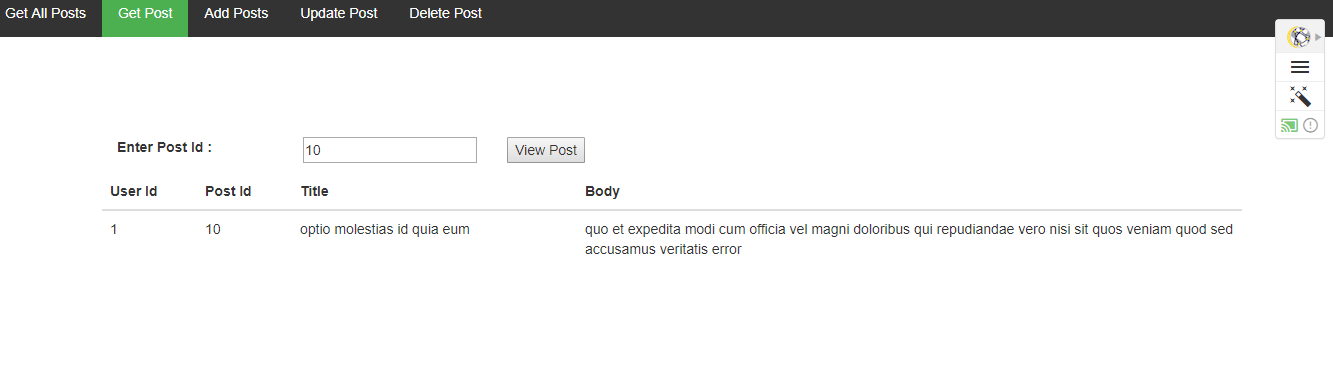 Get All Posts Get Post Add Posts Update Post Delete Post
Enter Post Id : 10 View Post
User Id Post Id Title Body
1 10 optio molestias id quia eum quo et expedita modi cum officia vel magni doloribus qui repudiandae vero nisi sit quos veniam quod sed
accusamus veritatis error